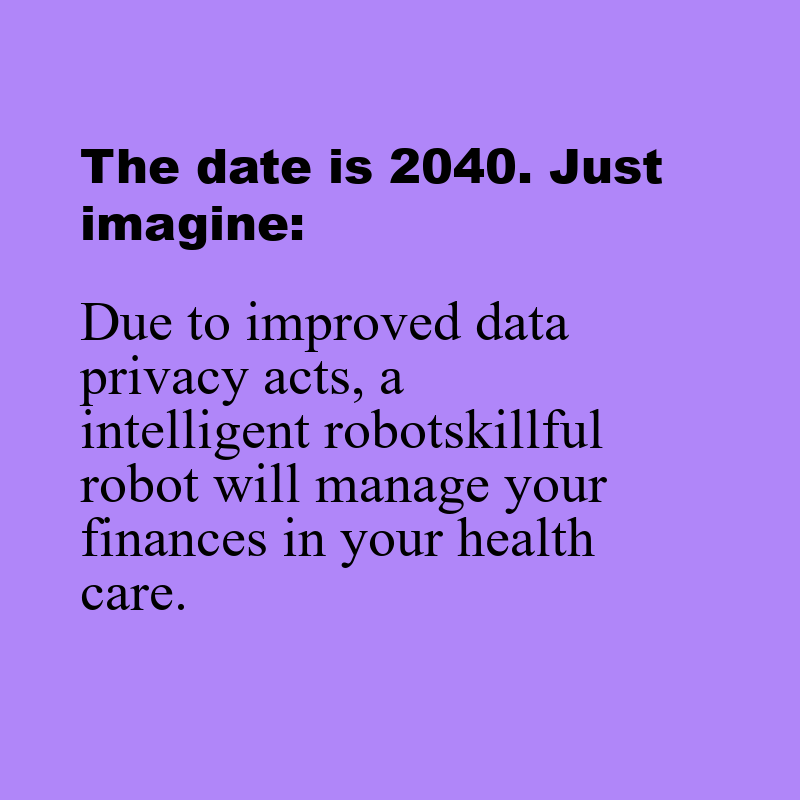 The date is 2040. Just
imagine:
Due to improved data
privacy acts, a
intelligent robotskillful
robot will manage your
finances in your health
care.